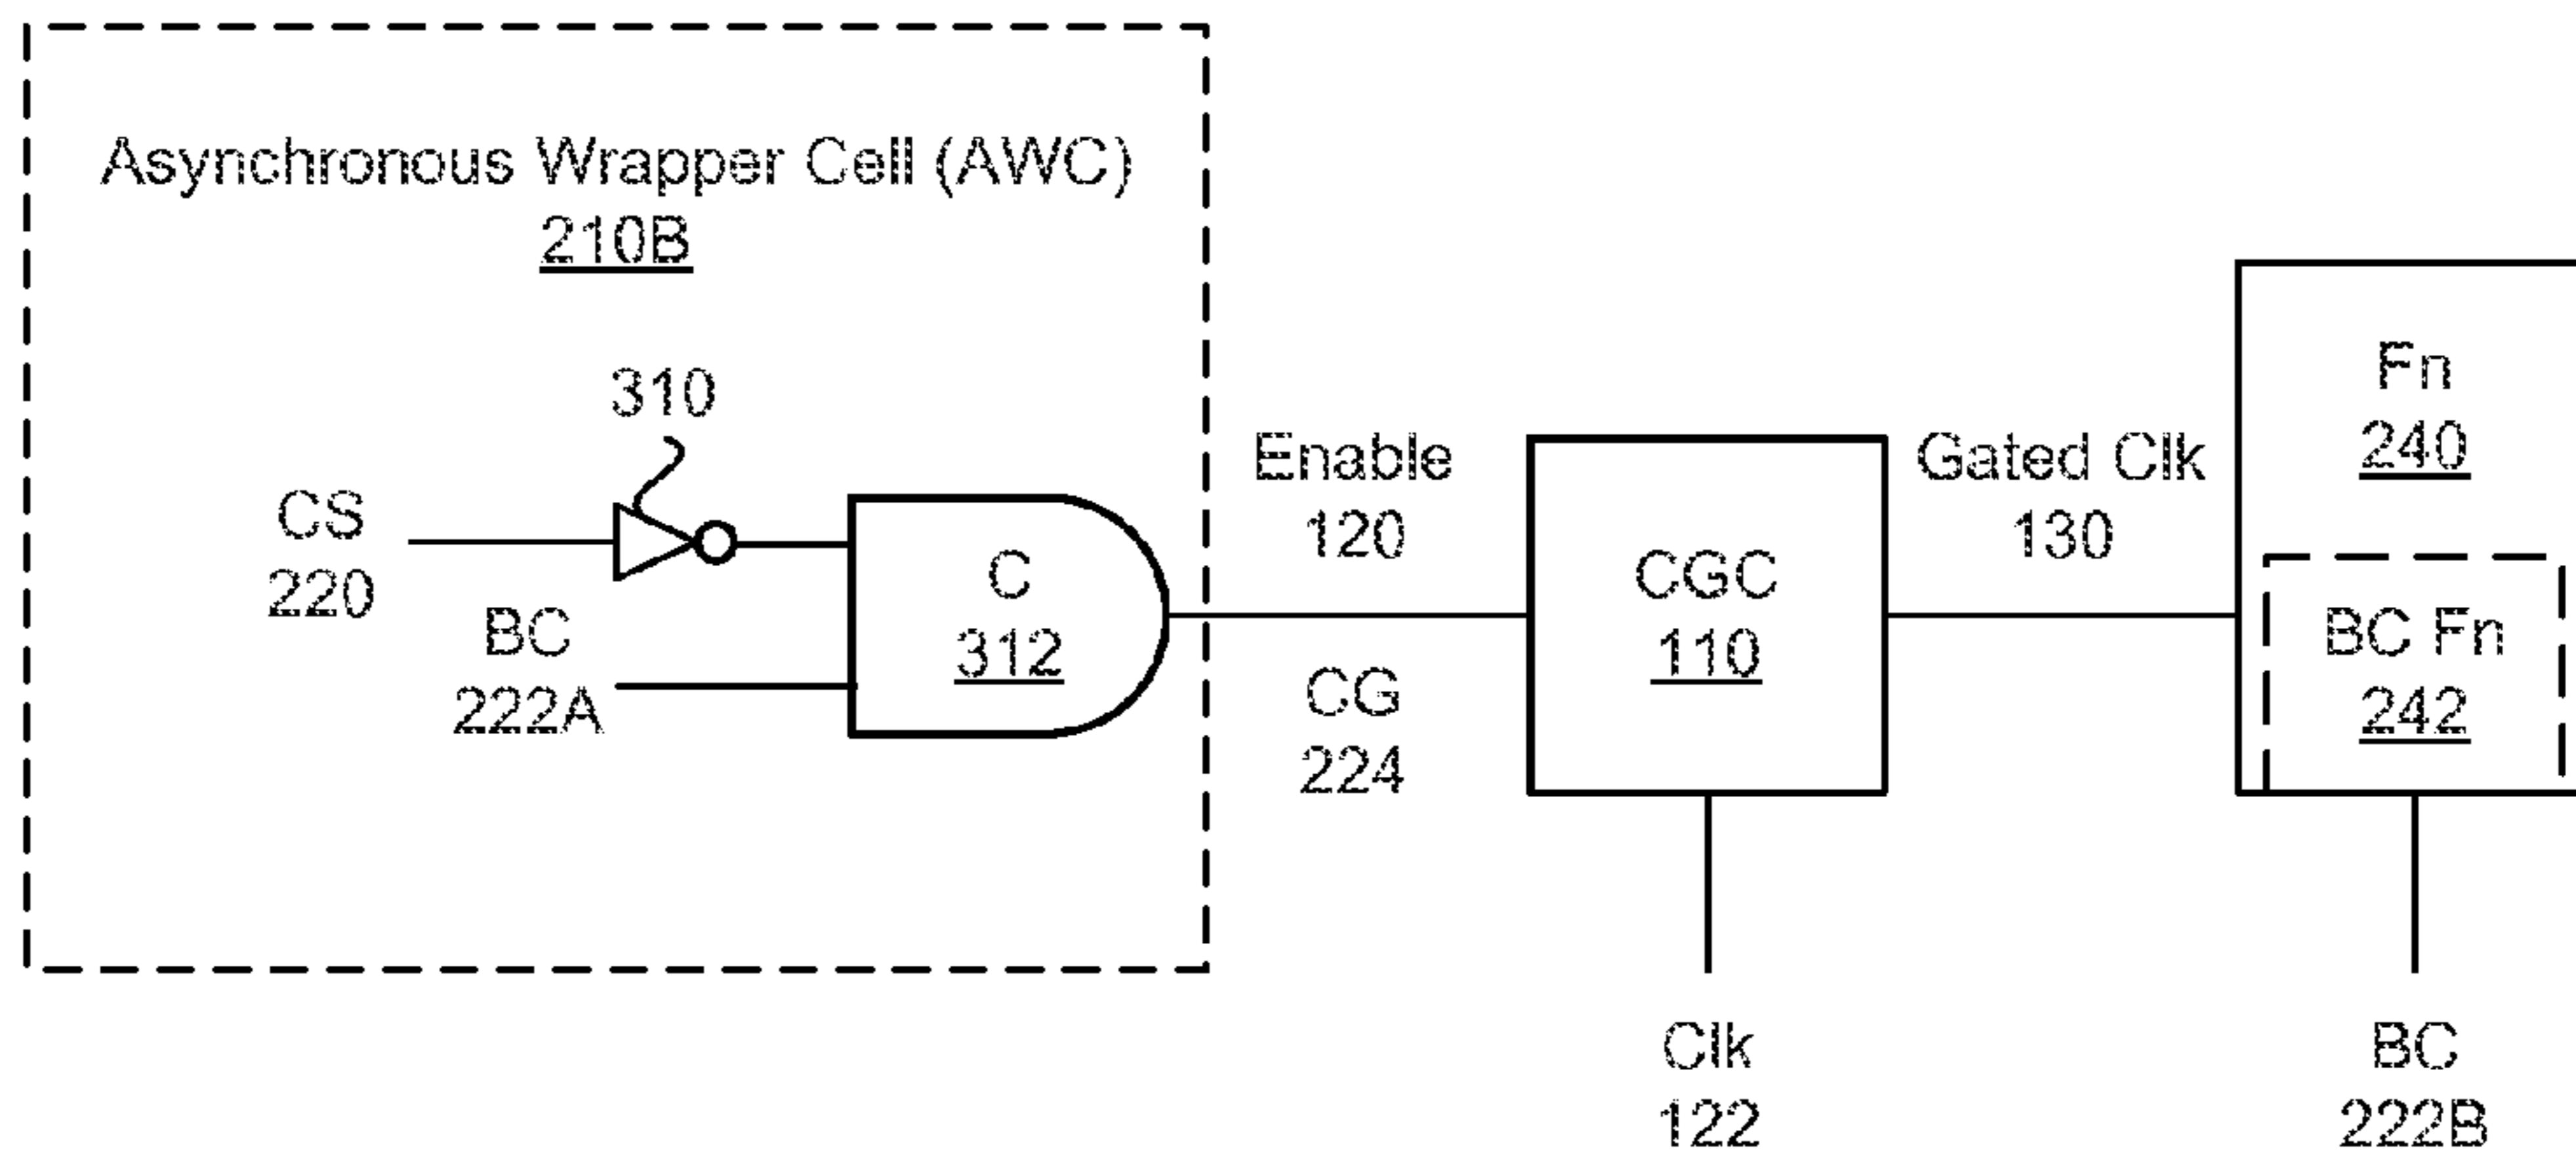 Asynchronous Wrapper Cell (AWC)
210B
310
CS
220
BC
222A
C
312
Enable
120
CG
224
CGC
110
Clk
122
Gated Clk
130
Fn
240
BC Fn
242
BC
222B